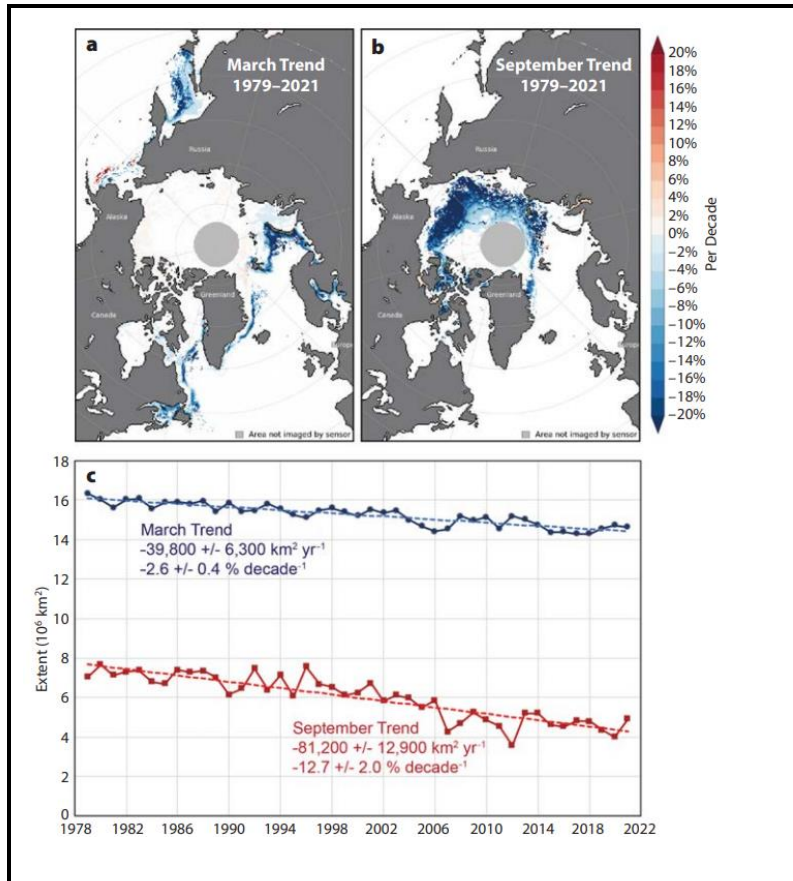 a
March Trend
1979–2021
Russia
Alaska
Greenland
Canada
Europe
Area not imaged by sensor
b
September Trend
1979–2021
Russia
Alaska
Greenland
Canada
Area not imaged by sensor
20%
18%
16%
14%
12%
10%
8%
6%
4%
2%
0%
–2%
–4%
–6%
–8%
–10%
–12%
–14%
–16%
–18%
–20%
Per Decade
c
18
16
14
12
10
8
6
4
2
0
Extent (10⁶ km²)
March Trend
-39,800 +/- 6,300 km² yr⁻¹
-2.6 +/- 0.4 % decade⁻¹
September Trend
-81,200 +/- 12,900 km² yr⁻¹
-12.7 +/- 2.0 % decade⁻¹
1978 1982 1986 1990 1994 1998 2002 2006 2010 2014 2018 2022